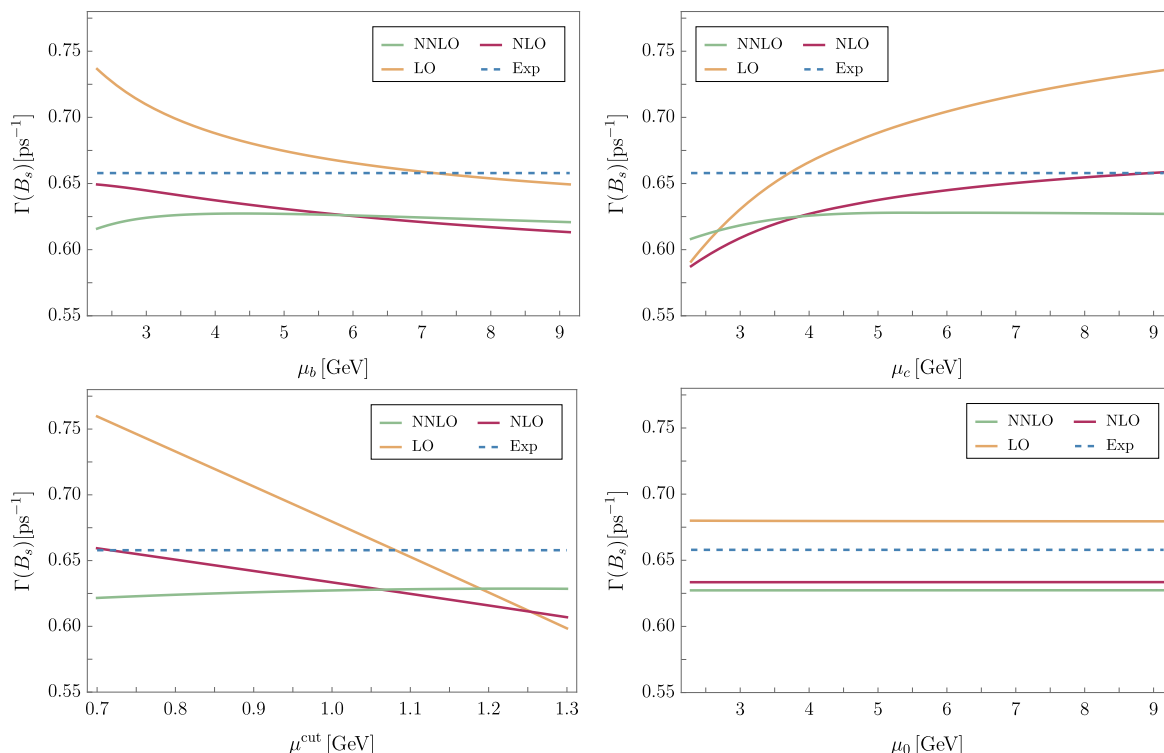 NNLO NLO
LO Exp
0.75
0.70
0.65
0.60
0.55
Γ(B_s)[ps⁻¹]
3 4 5 6 7 8 9
μ_b [GeV]
NNLO NLO
LO Exp
0.75
0.70
0.65
0.60
0.55
Γ(B_s)[ps⁻¹]
3 4 5 6 7 8 9
μ_c [GeV]
NNLO NLO
LO Exp
0.75
0.70
0.65
0.60
0.55
Γ(B_s)[ps⁻¹]
0.7 0.8 0.9 1.0 1.1 1.2 1.3
μ^cut [GeV]
NNLO NLO
LO Exp
0.75
0.70
0.65
0.60
0.55
Γ(B_s)[ps⁻¹]
3 4 5 6 7 8 9
μ_0 [GeV]